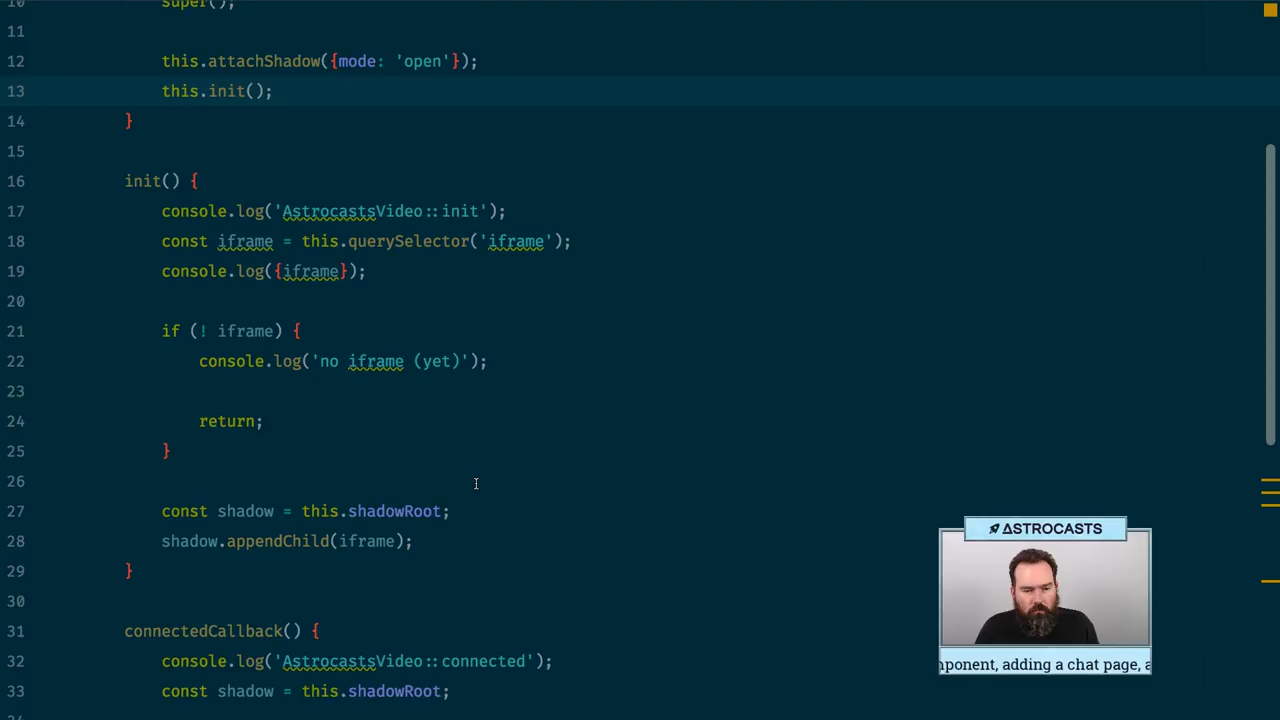 10 super();
11
12 this.attachShadow({mode: 'open'});
13 this.init();
14 }
15
16 init() {
17 console.log('AstrocastsVideo::init');
18 const iframe = this.querySelector('iframe');
19 console.log({iframe});
20
21 if (! iframe) {
22 console.log('no iframe (yet)');
23
24 return;
25 }
26
27 const shadow = this.shadowRoot;
28 shadow.appendChild(iframe);
29 }
30
31 connectedCallback() {
32 console.log('AstrocastsVideo::connected');
33 const shadow = this.shadowRoot;
ΔSTROCASTS
mponent, adding a chat page, a